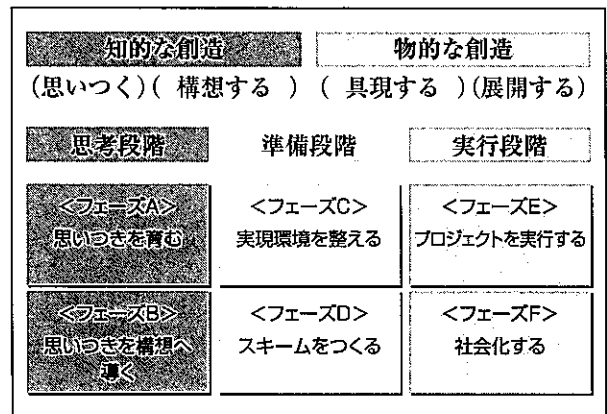 知的な創造 物的な創造
(思いつく)( 構想する ) ( 具現する )(展開する)
思考段階 準備段階 実行段階
<フェーズA> <フェーズC> <フェーズE>
思いつきを育む 実現環境を整える プロジェクトを実行する
<フェーズB> <フェーズD> <フェーズF>
思いつきを構想へ スキームをつくる 社会化する
導く